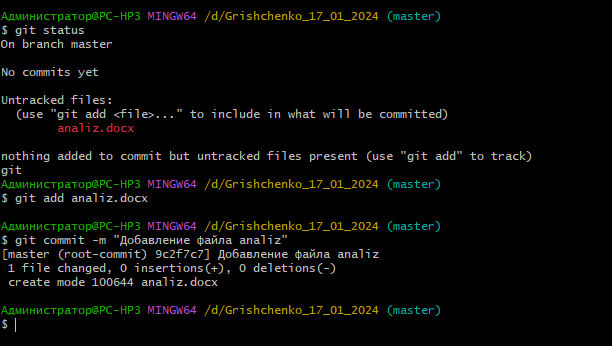 Администратор@PC-HP3 MINGW64 /d/Grishchenko_17_01_2024 (master)
$ git status
On branch master
No commits yet
Untracked files:
(use "git add <file>..." to include in what will be committed)
analiz.docx
nothing added to commit but untracked files present (use "git add" to track)
git
Администратор@PC-HP3 MINGW64 /d/Grishchenko_17_01_2024 (master)
$ git add analiz.docx
Администратор@PC-HP3 MINGW64 /d/Grishchenko_17_01_2024 (master)
$ git commit -m "Добавление файла analiz"
[master (root-commit) 9c2f7c7] Добавление файла analiz
1 file changed, 0 insertions(+), 0 deletions(-)
create mode 100644 analiz.docx
Администратор@PC-HP3 MINGW64 /d/Grishchenko_17_01_2024 (master)
$